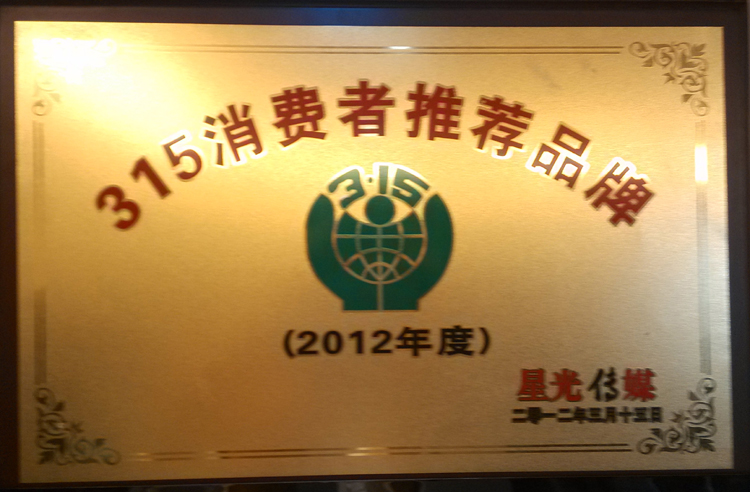 315消费者推荐品牌
3·15
(2012年度)
星光传媒
二零一二年三月十五日